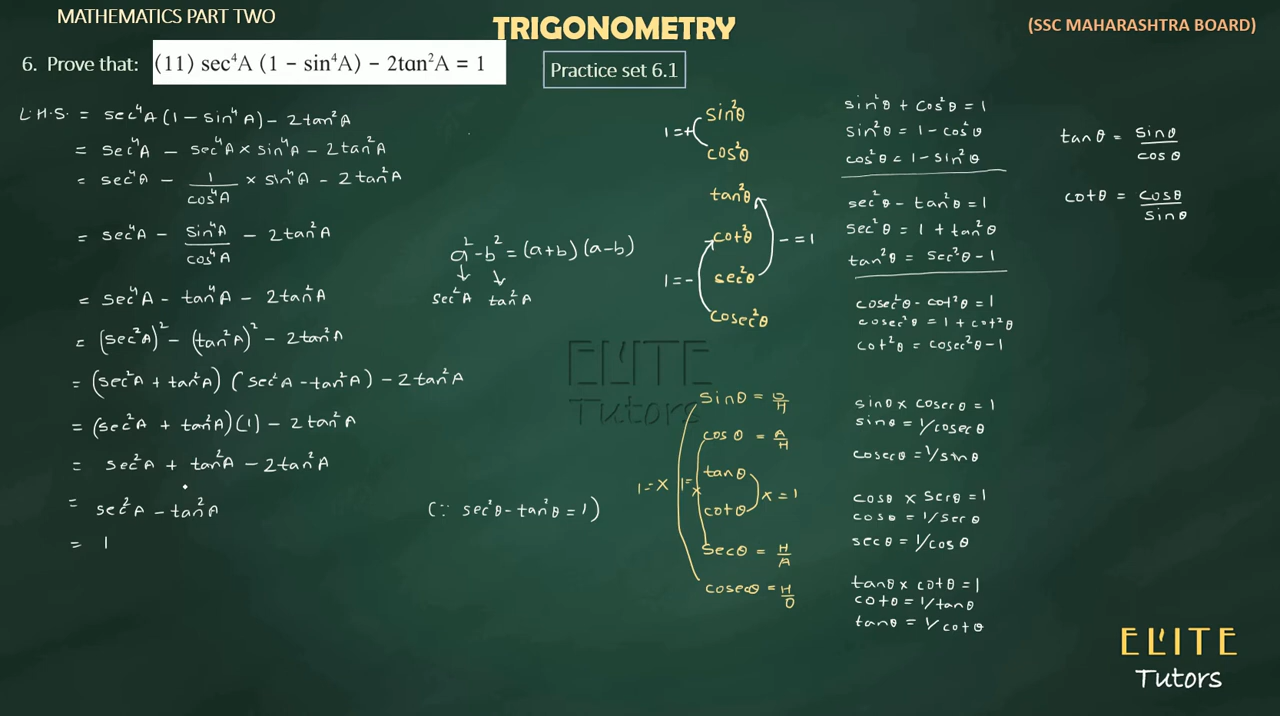 MATHEMATICS PART TWO
TRIGONOMETRY
(SSC MAHARASHTRA BOARD)
6. Prove that: (11) sec⁴A (1 − sin⁴A) − 2tan²A = 1
Practice set 6.1
L.H.S. = sec⁴A (1 − sin⁴A) − 2tan²A
= sec⁴A − sec⁴A × sin⁴A − 2tan²A
= sec⁴A − 1/cos⁴A × sin⁴A − 2tan²A
= sec⁴A − sin⁴A/cos⁴A − 2tan²A
= sec⁴A − tan⁴A − 2tan²A
= (sec²A)² − (tan²A)² − 2tan²A
= (sec²A + tan²A) (sec²A − tan²A) − 2tan²A
= (sec²A + tan²A)(1) − 2tan²A
= sec²A + tan²A − 2tan²A
= sec²A − tan²A
(∵ sec²θ − tan²θ = 1)
= 1
a² − b² = (a+b) (a−b)
↓ ↓
sec²A tan²A
sin²θ
1=+
cos²θ
tan²θ
cot²θ
− = 1
1=−
sec²θ
cosec²θ
ELITE
Tutors
sinθ = O/H
cosθ = A/H
tanθ
1=× 1=× × = 1
cotθ
secθ = H/A
cosecθ = H/O
sin²θ + cos²θ = 1
sin²θ = 1 − cos²θ
cos²θ = 1 − sin²θ
sec²θ − tan²θ = 1
sec²θ = 1 + tan²θ
tan²θ = sec²θ − 1
cosec²θ − cot²θ = 1
cosec²θ = 1 + cot²θ
cot²θ = cosec²θ − 1
sinθ × cosecθ = 1
sinθ = 1/cosecθ
cosecθ = 1/sinθ
cosθ × secθ = 1
cosθ = 1/secθ
secθ = 1/cosθ
tanθ × cotθ = 1
cotθ = 1/tanθ
tanθ = 1/cotθ
tanθ = sinθ/cosθ
cotθ = cosθ/sinθ
ELITE
Tutors